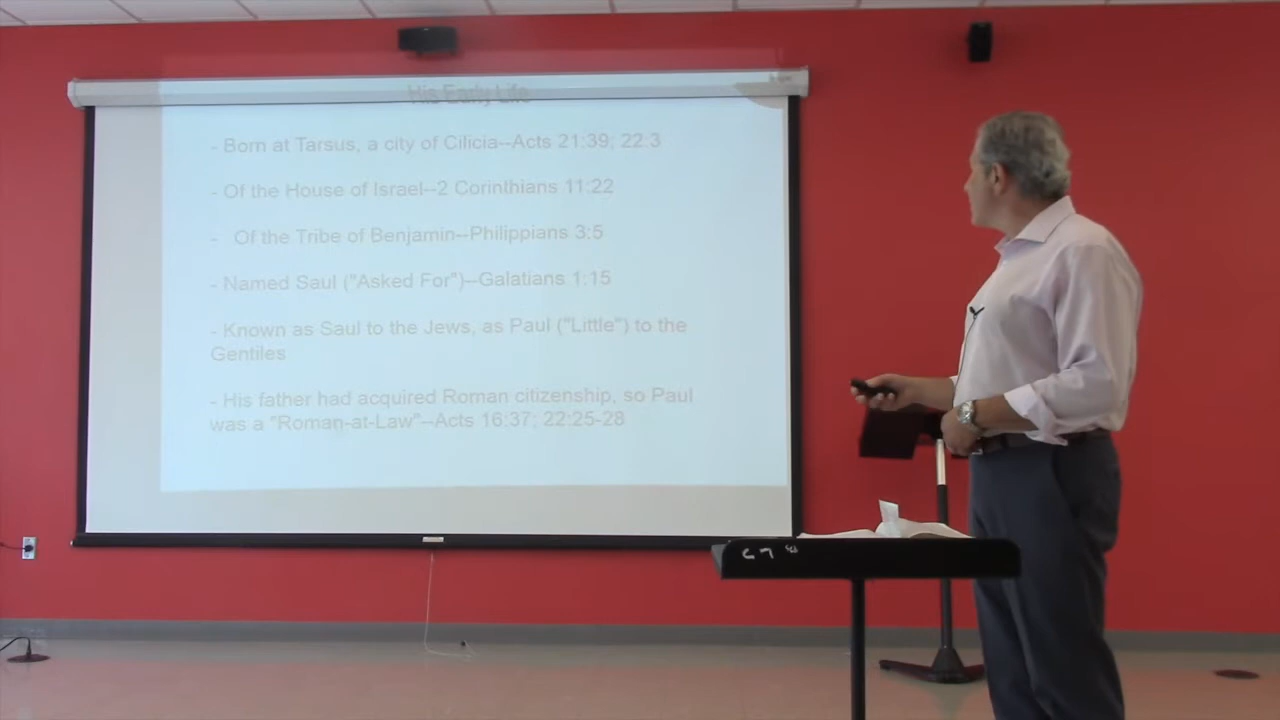 His Early Life
- Born at Tarsus, a city of Cilicia--Acts 21:39; 22:3
- Of the House of Israel--2 Corinthians 11:22
- Of the Tribe of Benjamin--Philippians 3:5
- Named Saul ("Asked For")--Galatians 1:15
- Known as Saul to the Jews, as Paul ("Little") to the
Gentiles
- His father had acquired Roman citizenship, so Paul
was a "Roman-at-Law"--Acts 16:37; 22:25-28